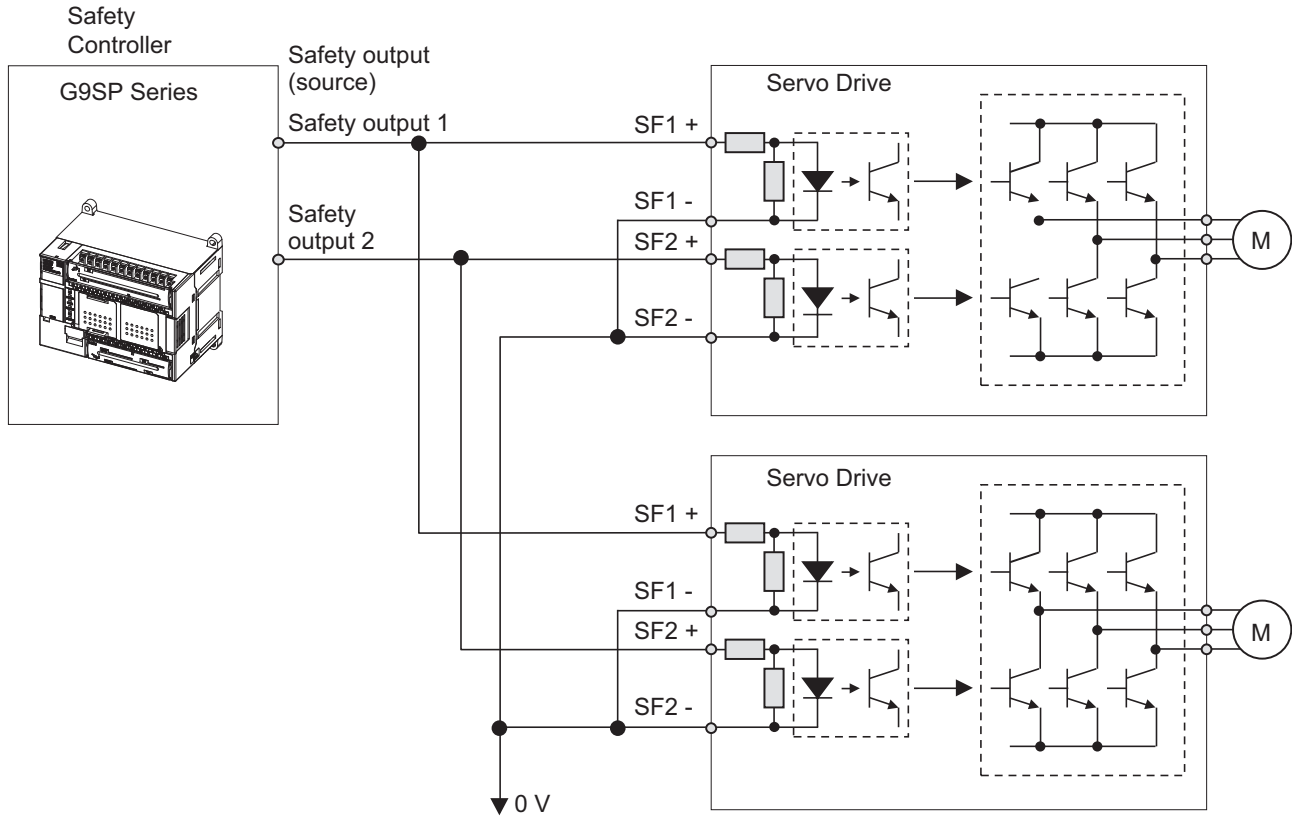 Safety
Controller
G9SP Series
Safety output
(source)
Safety output 1
Safety
output 2
Servo Drive
SF1 +
SF1 -
SF2 +
SF2 -
M
Servo Drive
SF1 +
SF1 -
SF2 +
SF2 -
M
0 V